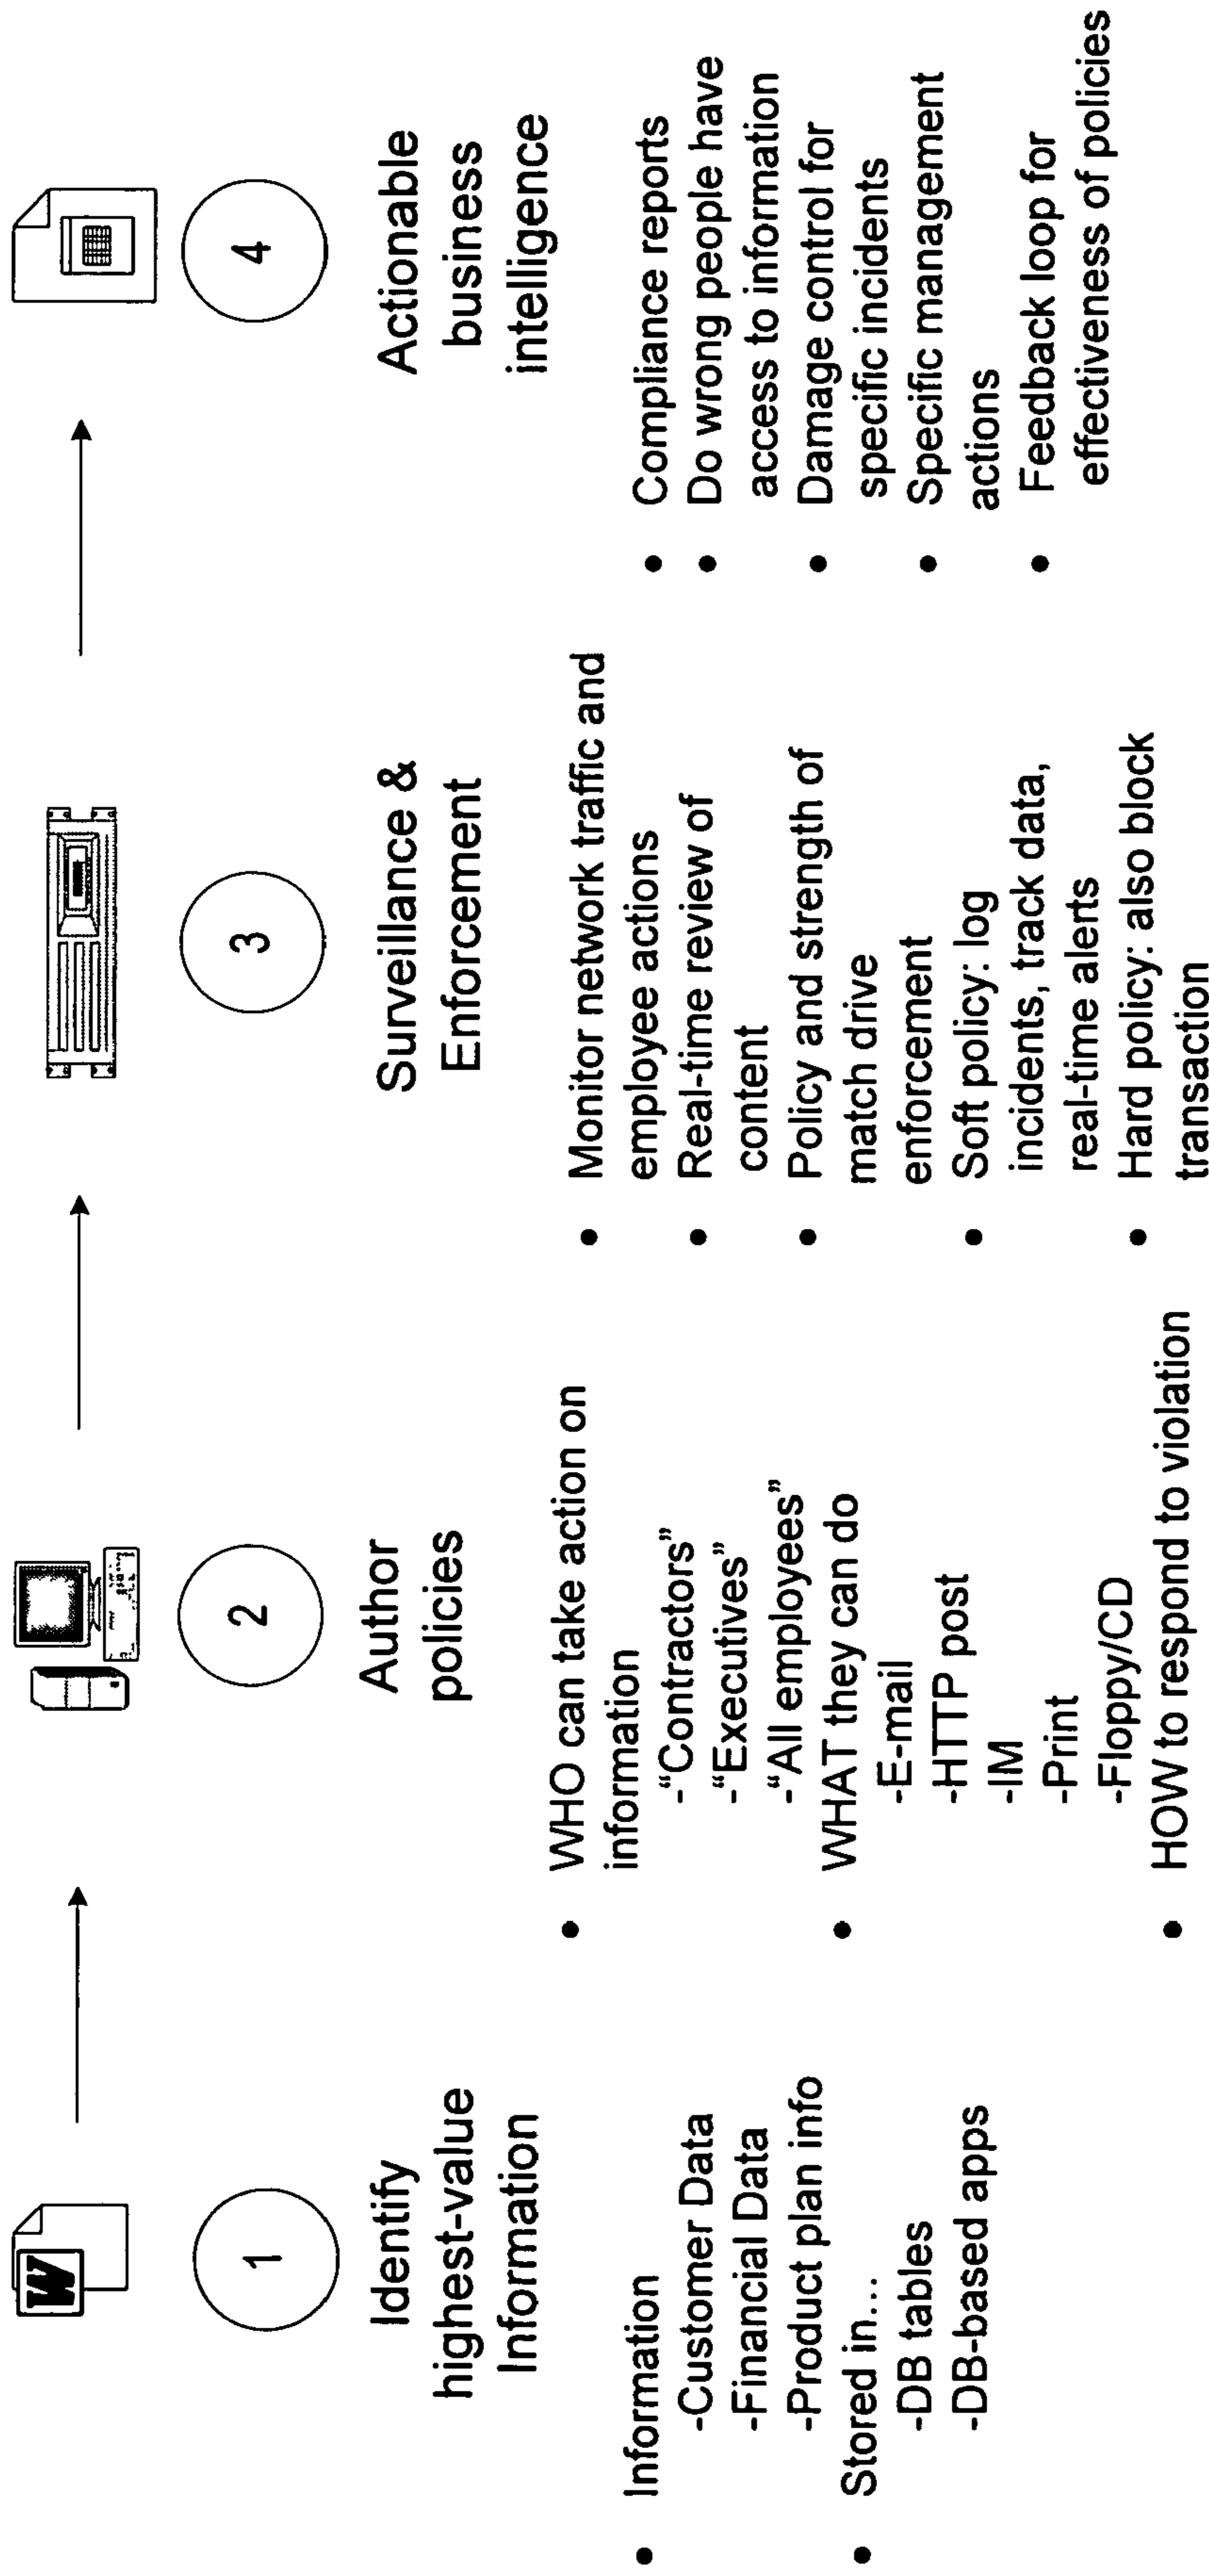 W
1
Identify
highest-value
Information
• Information
-Customer Data
-Financial Data
-Product plan info
• Stored in...
-DB tables
-DB-based apps
2
Author
policies
• WHO can take action on
information
-“Contractors”
-“Executives”
-“All employees”
• WHAT they can do
-E-mail
-HTTP post
-IM
-Print
-Floppy/CD
• HOW to respond to violation
3
Surveillance &
Enforcement
• Monitor network traffic and
employee actions
• Real-time review of
content
• Policy and strength of
match drive
enforcement
• Soft policy: log
incidents, track data,
real-time alerts
• Hard policy: also block
transaction
4
Actionable
business
intelligence
• Compliance reports
• Do wrong people have
access to information
• Damage control for
specific incidents
• Specific management
actions
• Feedback loop for
effectiveness of policies